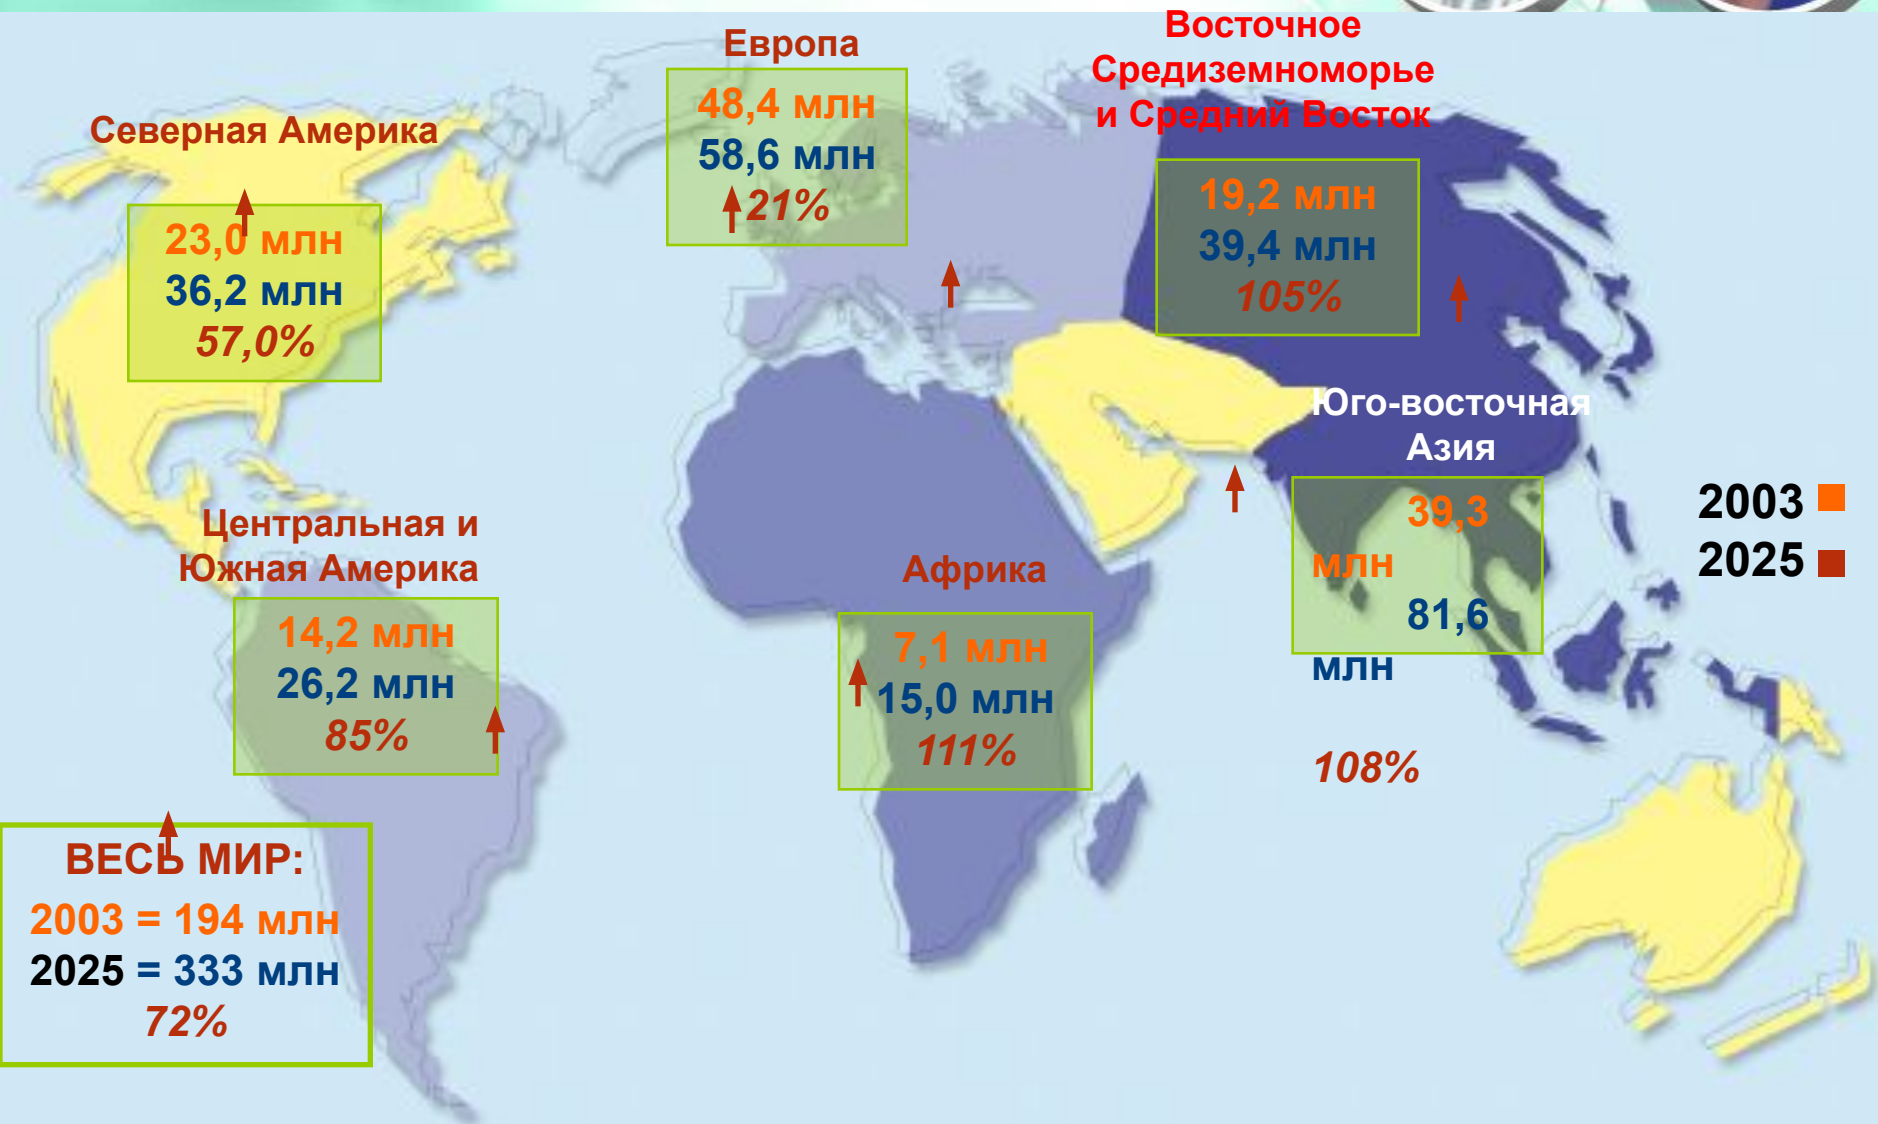 Восточное
Средиземноморье
и Средний Восток
19,2 млн
39,4 млн
105%
Европа
48,4 млн
58,6 млн
21%
Северная Америка
23,0 млн
36,2 млн
57,0%
Юго-восточная
Азия
39,3
млн
81,6
млн
108%
2003
2025
Центральная и
Южная Америка
14,2 млн
26,2 млн
85%
Африка
7,1 млн
15,0 млн
111%
ВЕСЬ МИР:
2003 = 194 млн
2025 = 333 млн
72%